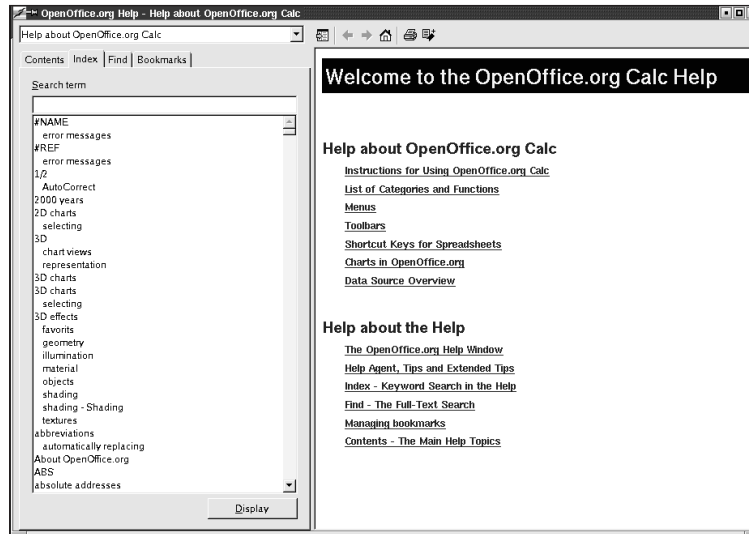 OpenOffice.org Help - Help about OpenOffice.org Calc
Help about OpenOffice.org Calc
Contents Index Find Bookmarks
Search term
#NAME
error messages
#REF
error messages
1/2
AutoCorrect
2000 years
2D charts
selecting
3D
chart views
representation
3D charts
3D charts
selecting
3D effects
favorits
geometry
illumination
material
objects
shading
shading - Shading
textures
abbreviations
automatically replacing
About OpenOffice.org
ABS
absolute addresses
Display
Welcome to the OpenOffice.org Calc Help
Help about OpenOffice.org Calc
Instructions for Using OpenOffice.org Calc
List of Categories and Functions
Menus
Toolbars
Shortcut Keys for Spreadsheets
Charts in OpenOffice.org
Data Source Overview
Help about the Help
The OpenOffice.org Help Window
Help Agent, Tips and Extended Tips
Index - Keyword Search in the Help
Find - The Full-Text Search
Managing bookmarks
Contents - The Main Help Topics